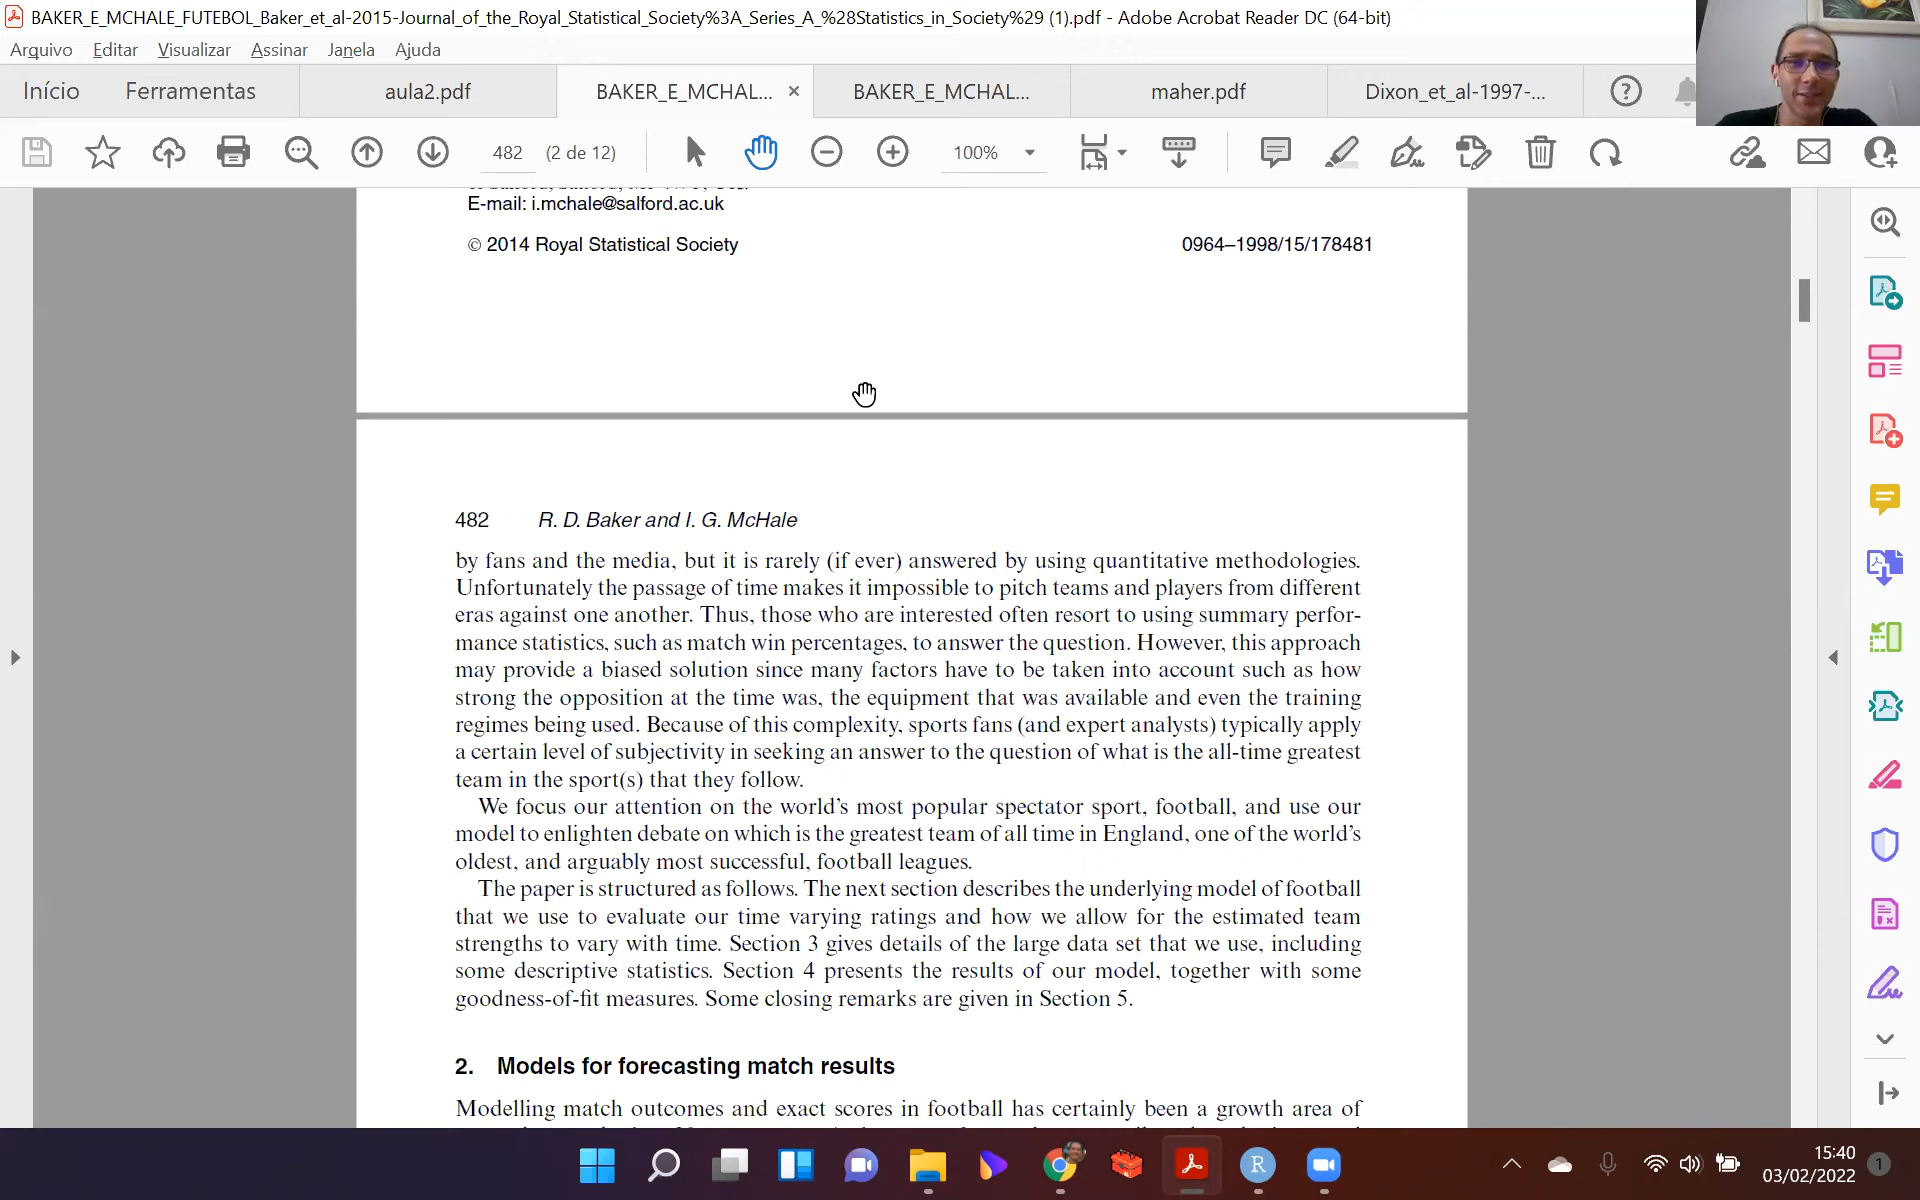 BAKER_E_MCHALE_FUTEBOL_Baker_et_al-2015-Journal_of_the_Royal_Statistical_Society%3A_Series_A_%28Statistics_in_Society%29 (1).pdf - Adobe Acrobat Reader DC (64-bit)
Arquivo Editar Visualizar Assinar Janela Ajuda
Início Ferramentas aula2.pdf BAKER_E_MCHAL... × BAKER_E_MCHAL... maher.pdf Dixon_et_al-1997-...
482 (2 de 12) 100%
E-mail: i.mchale@salford.ac.uk
© 2014 Royal Statistical Society 0964–1998/15/178481
482 R. D. Baker and I. G. McHale
by fans and the media, but it is rarely (if ever) answered by using quantitative methodologies.
Unfortunately the passage of time makes it impossible to pitch teams and players from different
eras against one another. Thus, those who are interested often resort to using summary perfor-
mance statistics, such as match win percentages, to answer the question. However, this approach
may provide a biased solution since many factors have to be taken into account such as how
strong the opposition at the time was, the equipment that was available and even the training
regimes being used. Because of this complexity, sports fans (and expert analysts) typically apply
a certain level of subjectivity in seeking an answer to the question of what is the all-time greatest
team in the sport(s) that they follow.
We focus our attention on the world's most popular spectator sport, football, and use our
model to enlighten debate on which is the greatest team of all time in England, one of the world's
oldest, and arguably most successful, football leagues.
The paper is structured as follows. The next section describes the underlying model of football
that we use to evaluate our time varying ratings and how we allow for the estimated team
strengths to vary with time. Section 3 gives details of the large data set that we use, including
some descriptive statistics. Section 4 presents the results of our model, together with some
goodness-of-fit measures. Some closing remarks are given in Section 5.
2. Models for forecasting match results
Modelling match outcomes and exact scores in football has certainly been a growth area of
15:40
03/02/2022
1